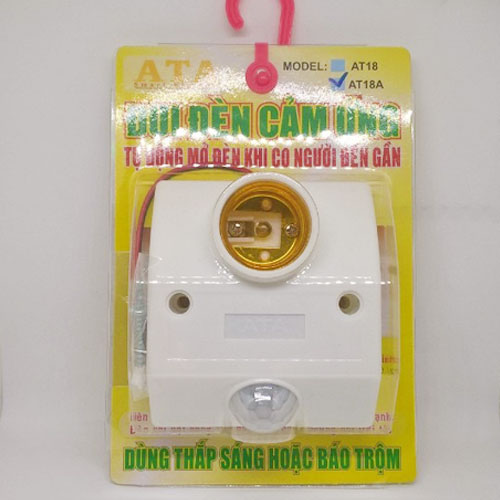 ATA
MODEL: AT18
AT18A
ĐUI ĐÈN CẢM ỨNG
TỰ ĐỘNG MỞ ĐÈN KHI CÓ NGƯỜI ĐẾN GẦN
ATA
DÙNG THẮP SÁNG HOẶC BÁO TRỘM